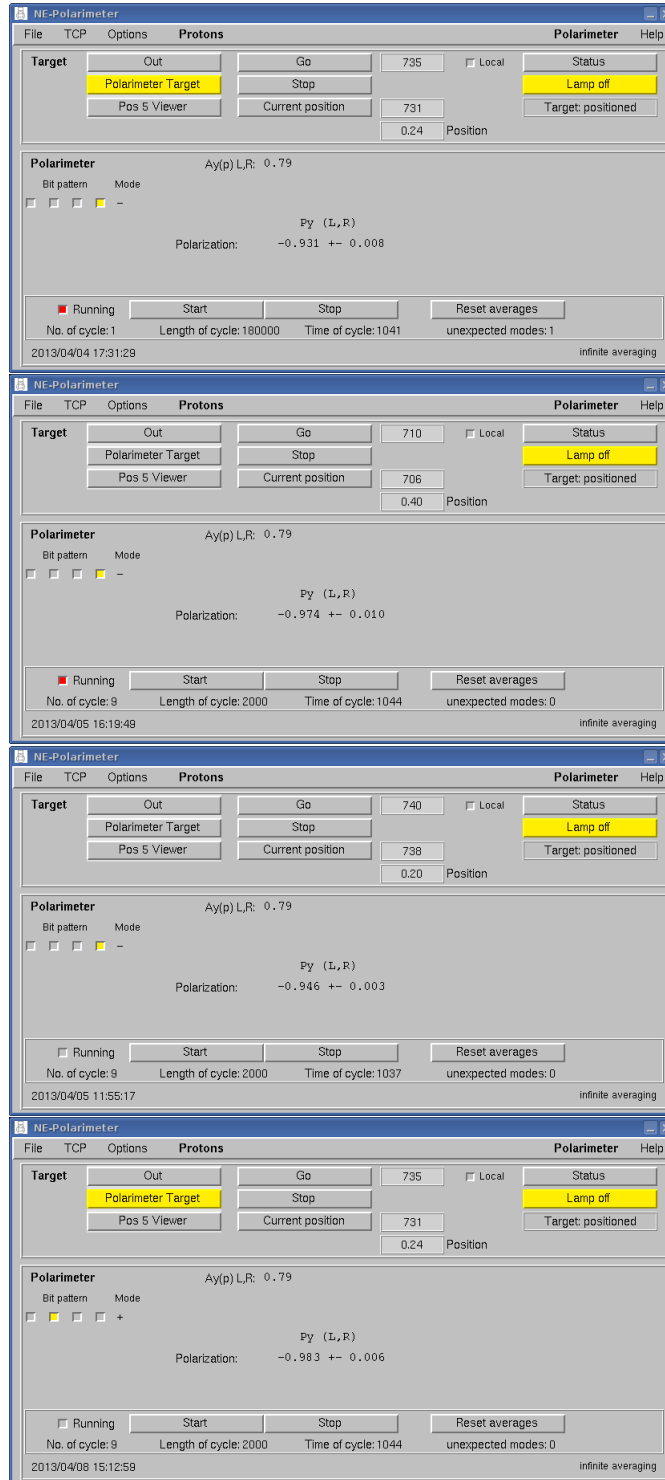 NE-Polarimeter
File TCP Options Protons Polarimeter Help
Target Out Go 735 Local Status
Polarimeter Target Stop Lamp off
Pos 5 Viewer Current position 731 Target: positioned
0.24 Position
Polarimeter Ay(p) L,R: 0.79
Bit pattern Mode
−
Py (L,R)
Polarization: -0.931 +- 0.008
Running Start Stop Reset averages
No. of cycle: 1 Length of cycle: 180000 Time of cycle: 1041 unexpected modes: 1
2013/04/04 17:31:29 infinite averaging
NE-Polarimeter
File TCP Options Protons Polarimeter Help
Target Out Go 710 Local Status
Polarimeter Target Stop Lamp off
Pos 5 Viewer Current position 706 Target: positioned
0.40 Position
Polarimeter Ay(p) L,R: 0.79
Bit pattern Mode
−
Py (L,R)
Polarization: -0.974 +- 0.010
Running Start Stop Reset averages
No. of cycle: 9 Length of cycle: 2000 Time of cycle: 1044 unexpected modes: 0
2013/04/05 16:19:49 infinite averaging
NE-Polarimeter
File TCP Options Protons Polarimeter Help
Target Out Go 740 Local Status
Polarimeter Target Stop Lamp off
Pos 5 Viewer Current position 738 Target: positioned
0.20 Position
Polarimeter Ay(p) L,R: 0.79
Bit pattern Mode
−
Py (L,R)
Polarization: -0.946 +- 0.003
Running Start Stop Reset averages
No. of cycle: 9 Length of cycle: 2000 Time of cycle: 1037 unexpected modes: 0
2013/04/05 11:55:17 infinite averaging
NE-Polarimeter
File TCP Options Protons Polarimeter Help
Target Out Go 735 Local Status
Polarimeter Target Stop Lamp off
Pos 5 Viewer Current position 731 Target: positioned
0.24 Position
Polarimeter Ay(p) L,R: 0.79
Bit pattern Mode
+
Py (L,R)
Polarization: -0.983 +- 0.006
Running Start Stop Reset averages
No. of cycle: 9 Length of cycle: 2000 Time of cycle: 1044 unexpected modes: 0
2013/04/08 15:12:59 infinite averaging